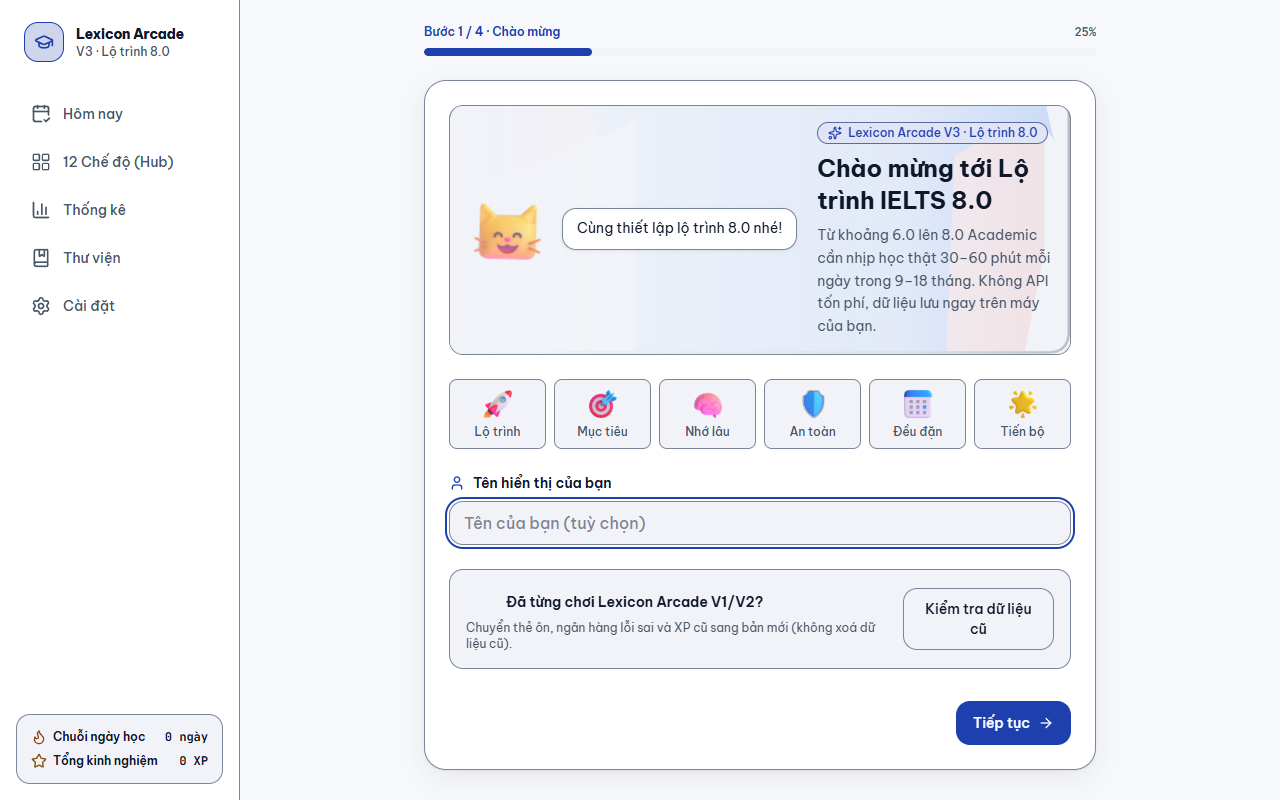 Lexicon Arcade
V3 · Lộ trình 8.0
Hôm nay
12 Chế độ (Hub)
Thống kê
Thư viện
Cài đặt
Chuỗi ngày học 0 ngày
Tổng kinh nghiệm 0 XP
Bước 1 / 4 · Chào mừng 25%
Cùng thiết lập lộ trình 8.0 nhé!
Lexicon Arcade V3 · Lộ trình 8.0
Chào mừng tới Lộ
trình IELTS 8.0
Từ khoảng 6.0 lên 8.0 Academic
cần nhịp học thật 30–60 phút mỗi
ngày trong 9–18 tháng. Không API
tốn phí, dữ liệu lưu ngay trên máy
của bạn.
Lộ trình
Mục tiêu
Nhớ lâu
An toàn
Đều đặn
Tiến bộ
Tên hiển thị của bạn
Tên của bạn (tuỳ chọn)
Đã từng chơi Lexicon Arcade V1/V2?
Chuyển thẻ ôn, ngân hàng lỗi sai và XP cũ sang bản mới (không xoá dữ
liệu cũ).
Kiểm tra dữ liệu
cũ
Tiếp tục